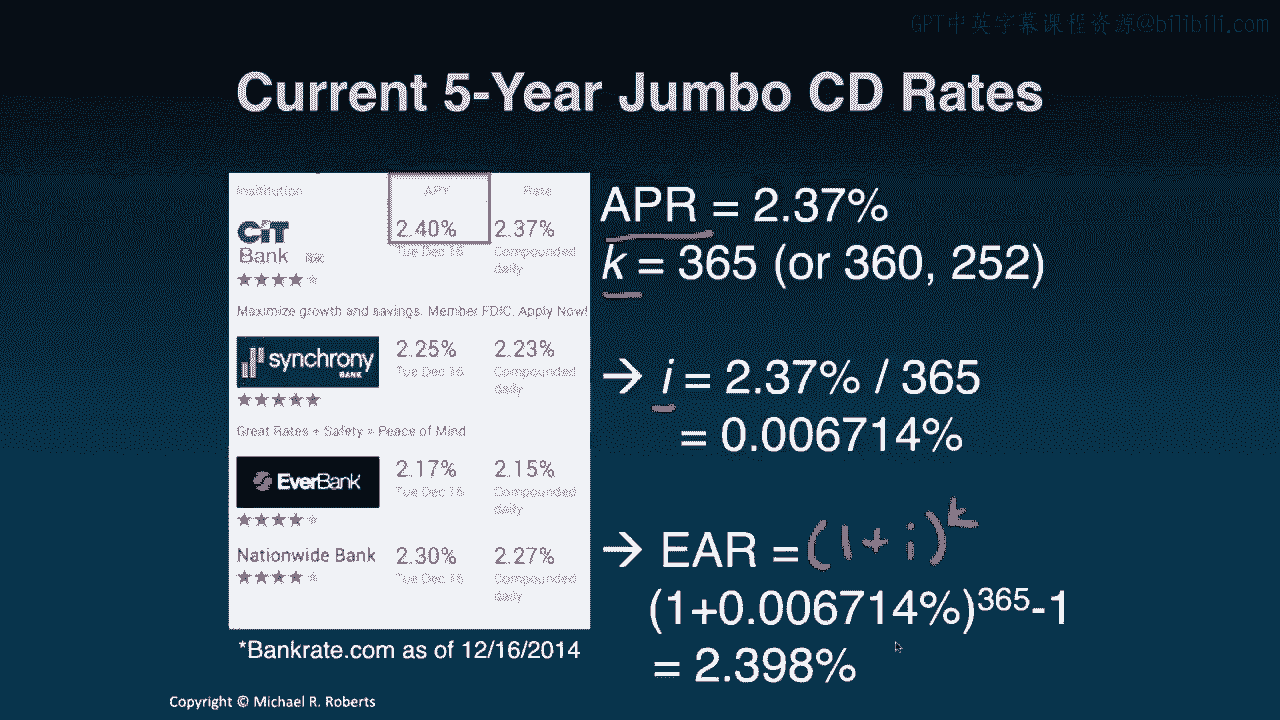 GPT中英字幕课程资源@bilibili.com
Current 5-Year Jumbo CD Rates
Institution APY Rate
CiT Bank 2.40% 2.37%
Tue Dec 16 Compounded daily
Maximize growth and savings. Member FDIC. Apply Now!
synchrony BANK 2.25% 2.23%
Tue Dec 16 Compounded daily
Great Rates + Safety = Peace of Mind
EverBank 2.17% 2.15%
Tue Dec 16 Compounded daily
Nationwide Bank 2.30% 2.27%
Tue Dec 16 Compounded daily
*Bankrate.com as of 12/16/2014
APR = 2.37%
k = 365 (or 360, 252)
→ i = 2.37% / 365
= 0.006714%
→ EAR = (1+i)^k
(1+0.006714%)^365-1
= 2.398%
Copyright © Michael R. Roberts